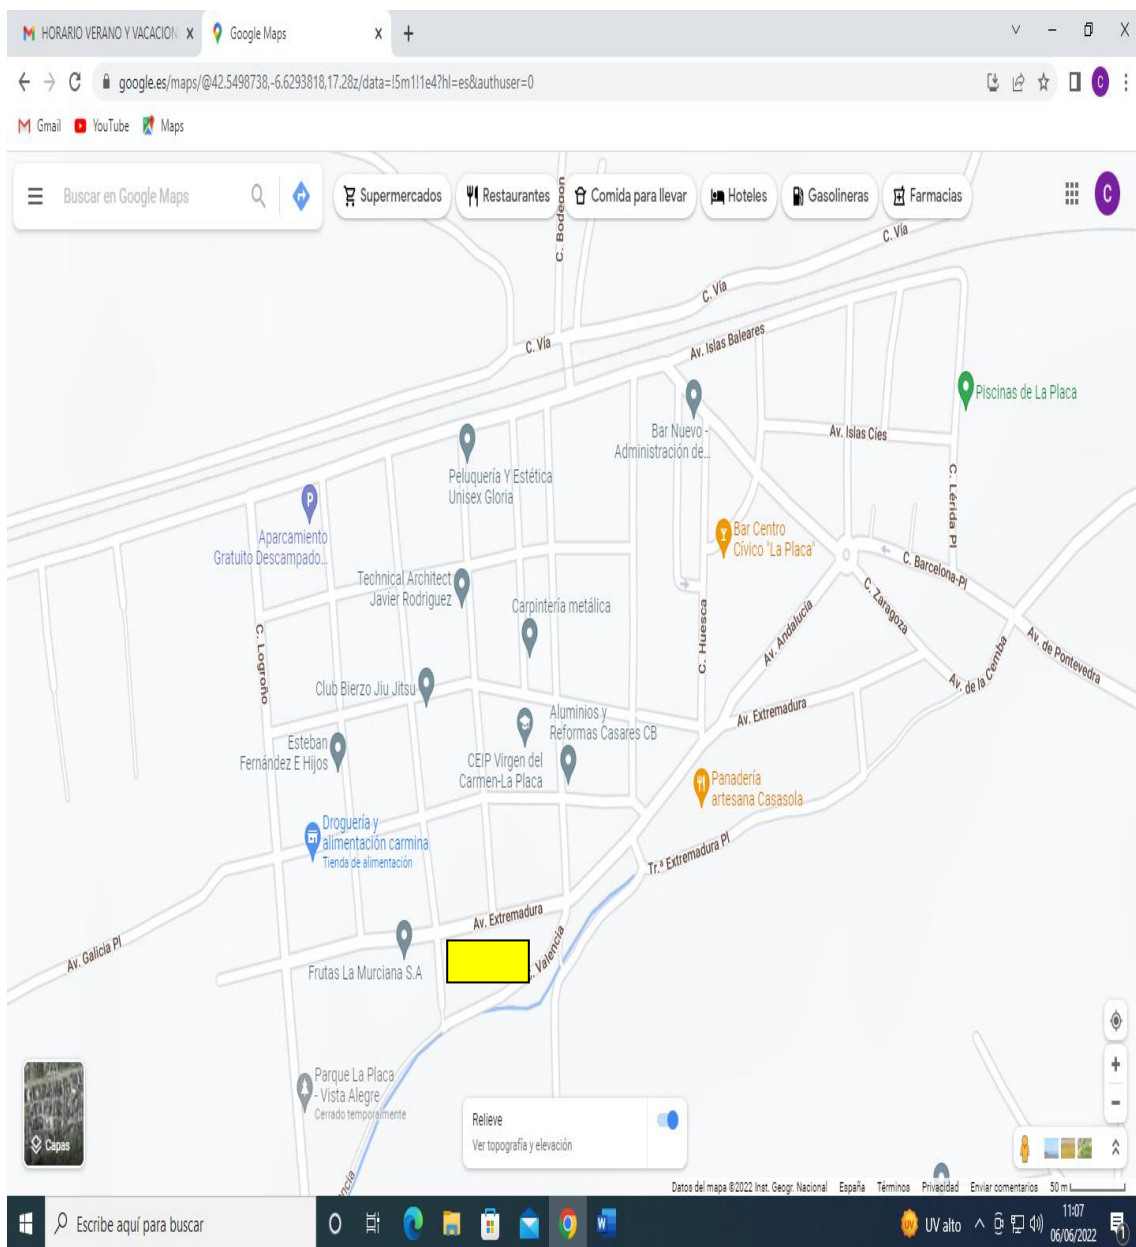 HORARIO VERANO Y VACACION
Google Maps
google.es/maps/@42.5498738,-6.6293818,17.28z/data=!5m1!1e4?hl=es&authuser=0
C
Gmail
YouTube
Maps
Buscar en Google Maps
Supermercados
Restaurantes
Comida para llevar
Hoteles
Gasolineras
Farmacias
C
C. Bodegon
C. Vía
C. Vía
C. Vía
Av. Islas Baleares
Piscinas de La Placa
Bar Nuevo -
Administración de...
Av. Islas Cíes
Peluquería Y Estética
Unisex Gloria
C. Lérida Pl
P
Aparcamiento
Gratuito Descampado...
Bar Centro
Cívico "La Placa"
C. Barcelona-Pl
Technical Architect
Javier Rodriguez
C. Zaragoza
Carpintería metálica
C. Huesca
Av. Andalucía
C. Logroño
Av. de Pontevedra
Av. de la Cemba
Club Bierzo Jiu Jitsu
Aluminios y
Reformas Casares CB
Av. Extremadura
Esteban
Fernández E Hijos
CEIP Virgen del
Carmen-La Placa
Panadería
artesana Casasola
Droguería y
alimentación carmina
Tienda de alimentación
Tr.ª Extremadura Pl
Av. Extremadura
Av. Galicia Pl
Valencia
Frutas La Murciana S.A
Parque La Placa
- Vista Alegre
Cerrado temporalmente
Relieve
Ver topografía y elevación
Capas
Datos del mapa ©2022 Inst. Geogr. Nacional
España
Términos
Privacidad
Enviar comentarios
50 m
Escribe aquí para buscar
UV
UV alto
11:07
06/06/2022
1